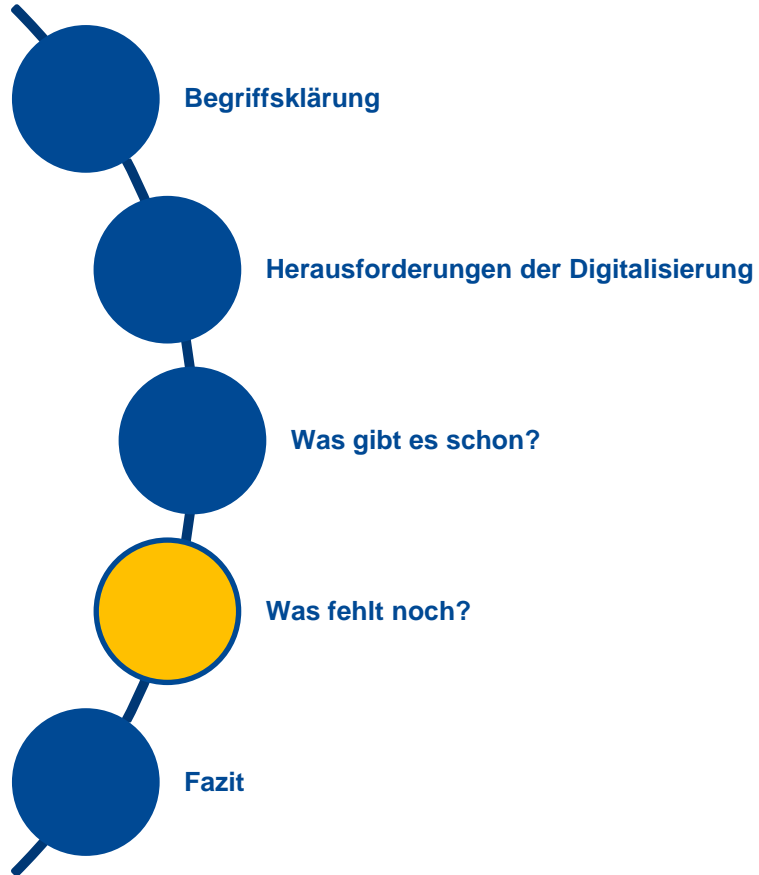 Begriffsklärung
Herausforderungen der Digitalisierung
Was gibt es schon?
Was fehlt noch?
Fazit